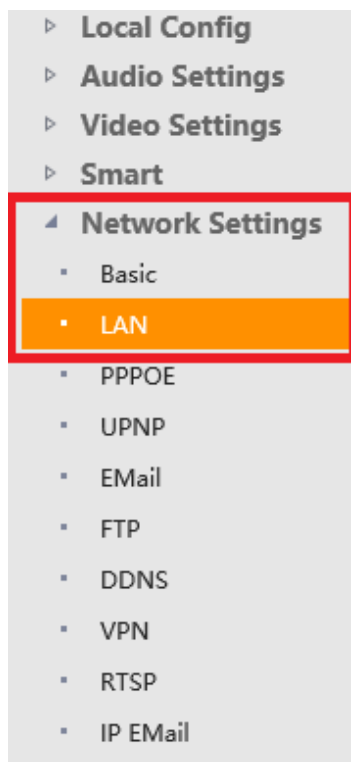 Local Config
Audio Settings
Video Settings
Smart
Network Settings
Basic
LAN
PPPOE
UPNP
EMail
FTP
DDNS
VPN
RTSP
IP EMail